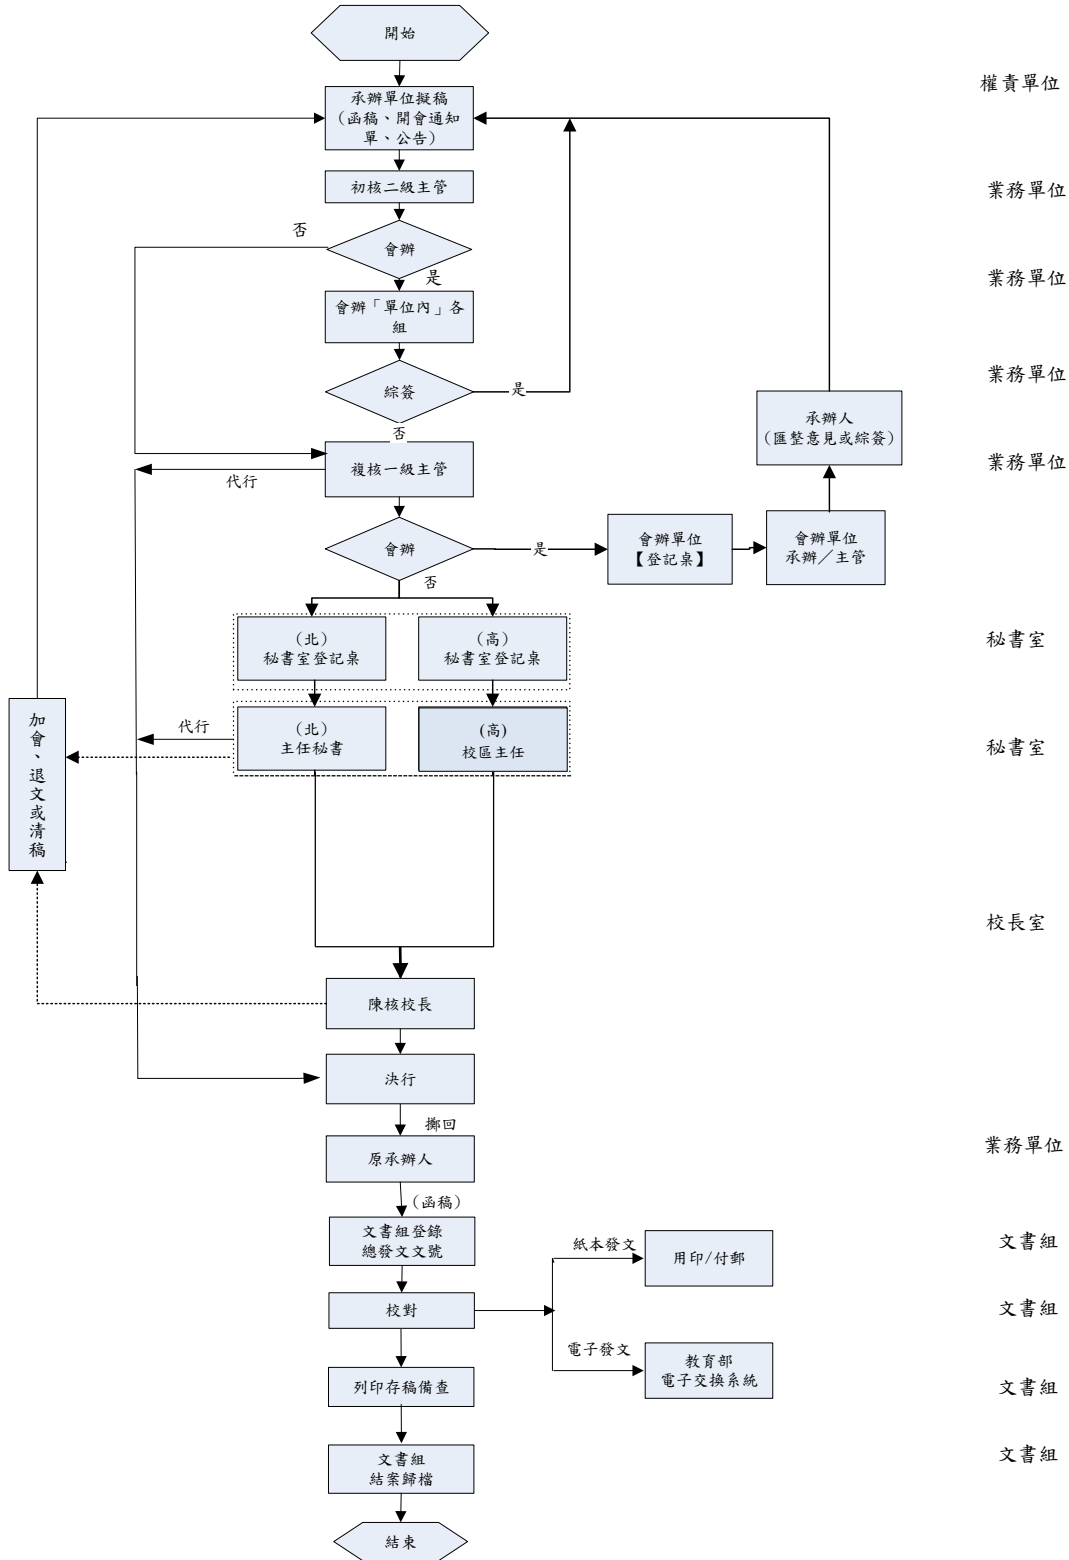 開始
權責單位
承辦單位擬稿
(函稿、開會通知
單、公告)
初核二級主管
業務單位
否
會辦
是
業務單位
會辦「單位內」各
組
綜簽
是
業務單位
承辦人
(匯整意見或綜簽)
否
複核一級主管
代行
業務單位
會辦
是
會辦單位
【登記桌】
會辦單位
承辦／主管
否
(北)
秘書室登記桌
(高)
秘書室登記桌
秘書室
加會、退文或清稿
代行
(北)
主任秘書
(高)
校區主任
秘書室
校長室
陳核校長
決行
擲回
原承辦人
業務單位
(函稿)
文書組登錄
總發文文號
紙本發文
用印/付郵
文書組
校對
文書組
電子發文
教育部
電子交換系統
列印存稿備查
文書組
文書組
結案歸檔
文書組
結束